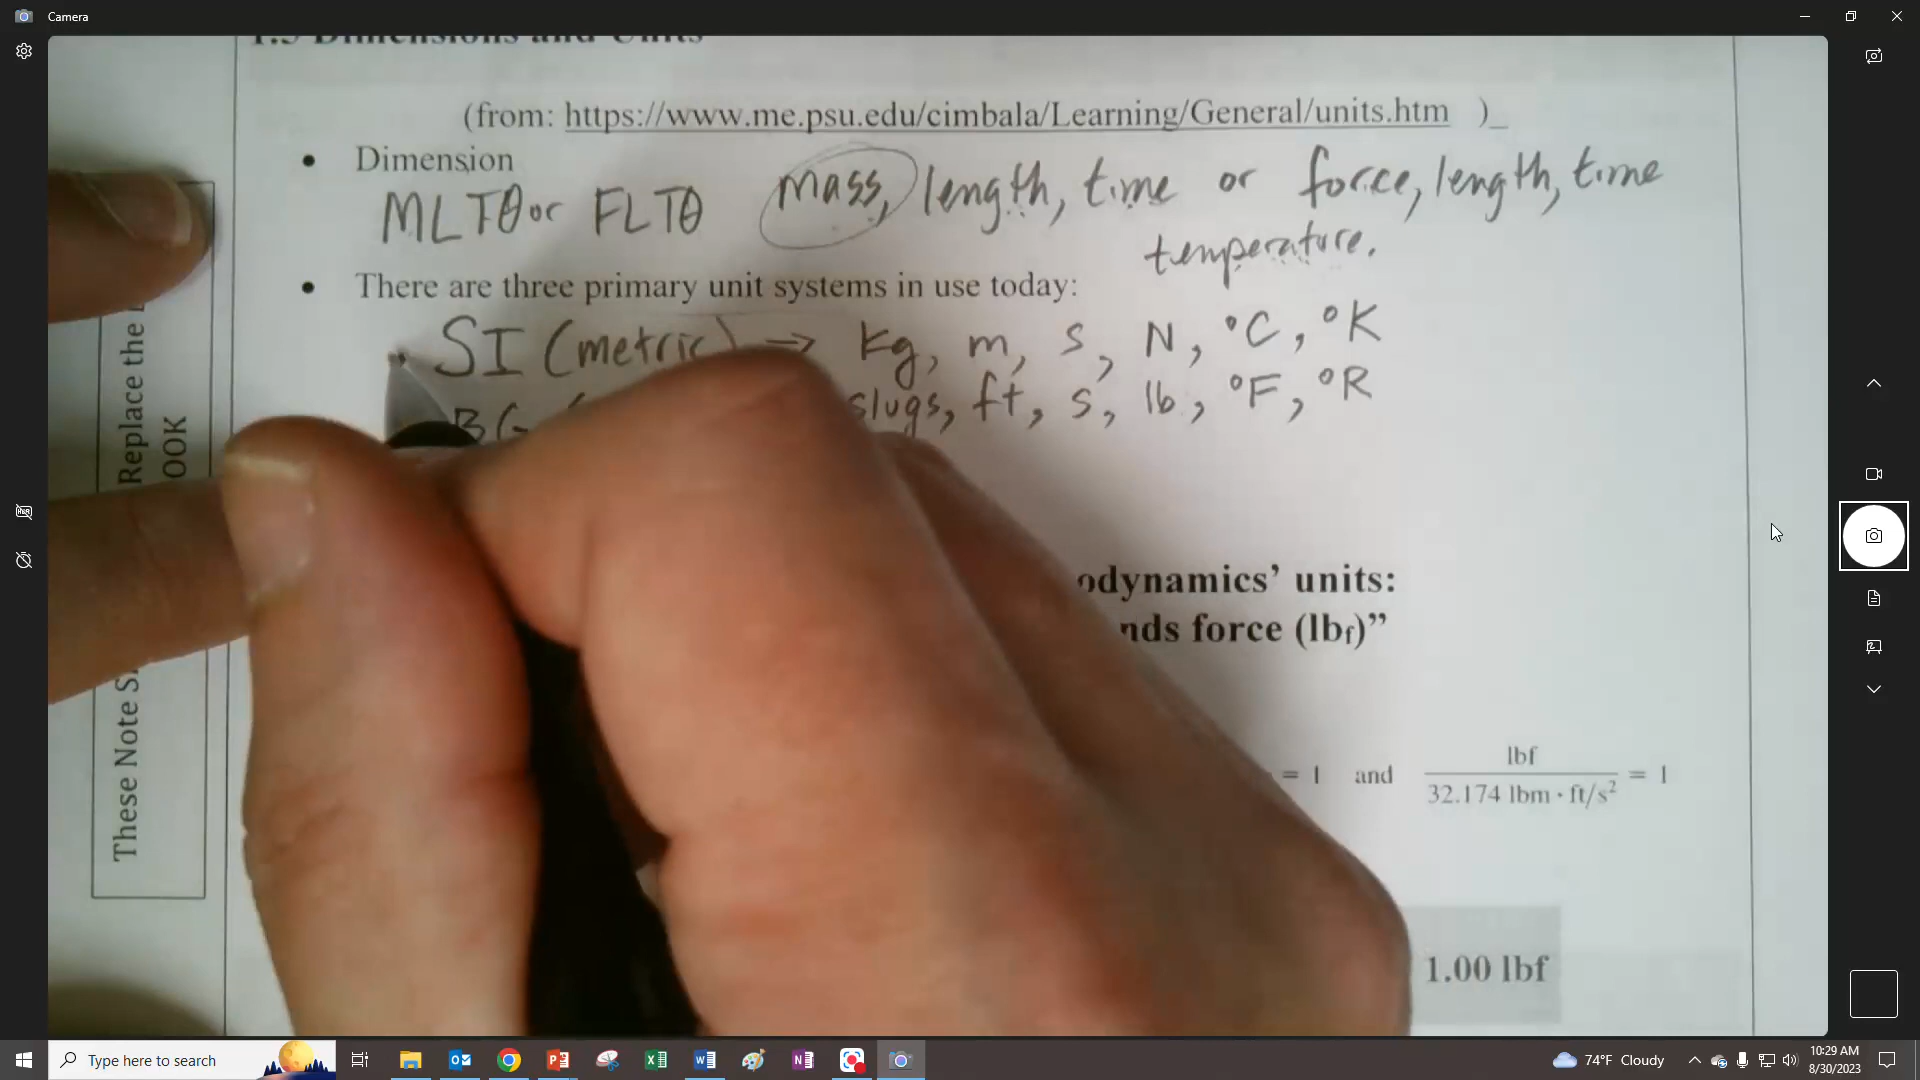 Camera
1.3 Dimensions and Units
(from: https://www.me.psu.edu/cimbala/Learning/General/units.htm )_
• Dimension
MLTθ or FLTθ mass, length, time or force, length, time
temperature.
• There are three primary unit systems in use today:
• SI (metric) → kg, m, s, N, °C, °K
BG slugs, ft, s, lb, °F, °R
odynamics’ units:
nds force (lbf)”
= 1 and lbf / 32.174 lbm · ft/s² = 1
1.00 lbf
These Note S
Replace the
OOK
Type here to search
74°F Cloudy
10:29 AM
8/30/2023